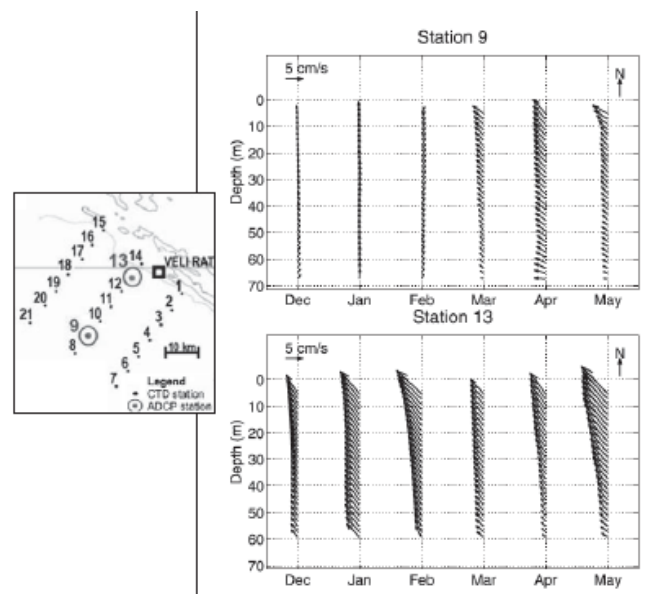 Station 9
5 cm/s
N
0
10
20
30
40
50
60
70
Depth (m)
Dec Jan Feb Mar Apr May
Station 13
5 cm/s
N
0
10
20
30
40
50
60
70
Depth (m)
Dec Jan Feb Mar Apr May
15
16
17
13 14
VELI RAT
18
12
1
19
11
2
20
10
3
21
9
4
8
5
10 km
6
7
Legend
CTD station
ADCP station